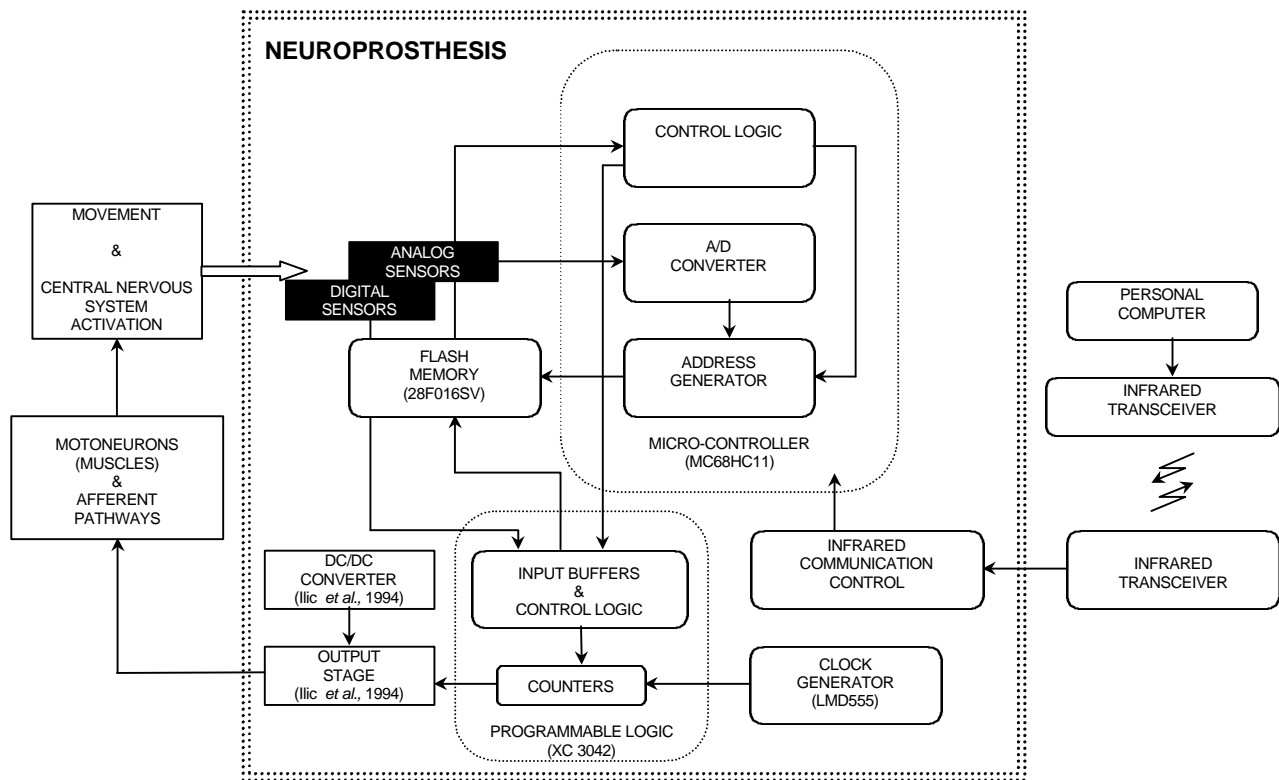 NEUROPROSTHESIS
CONTROL LOGIC
MOVEMENT
&
CENTRAL NERVOUS
SYSTEM
ACTIVATION
ANALOG
SENSORS
DIGITAL
SENSORS
A/D
CONVERTER
PERSONAL
COMPUTER
FLASH
MEMORY
(28F016SV)
ADDRESS
GENERATOR
INFRARED
TRANSCEIVER
MICRO-CONTROLLER
(MC68HC11)
MOTONEURONS
(MUSCLES)
&
AFFERENT
PATHWAYS
DC/DC
CONVERTER
(Ilic et al., 1994)
INPUT BUFFERS
&
CONTROL LOGIC
INFRARED
COMMUNICATION
CONTROL
INFRARED
TRANSCEIVER
OUTPUT
STAGE
(Ilic et al., 1994)
COUNTERS
CLOCK
GENERATOR
(LMD555)
PROGRAMMABLE LOGIC
(XC 3042)